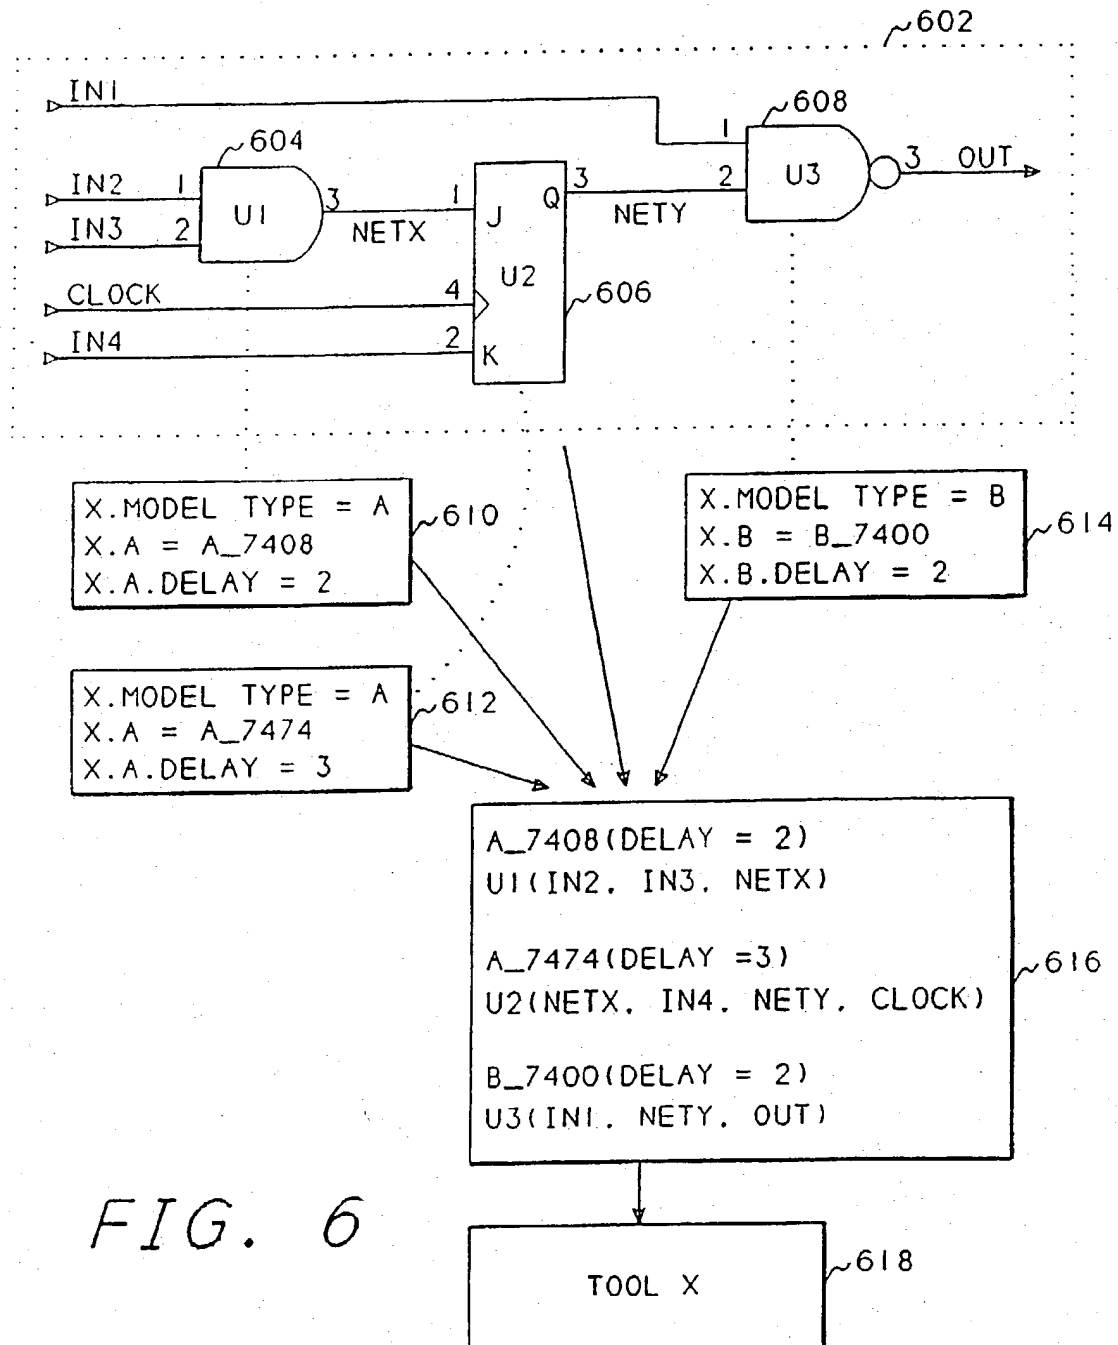 602
IN1
608
604
1
IN2
1
3
3
OUT
U1
3
1
J
Q
2
U3
IN3
2
NETX
NETY
U2
CLOCK
4
606
IN4
2
K
X.MODEL TYPE = A
X.A = A_7408
X.A.DELAY = 2
610
X.MODEL TYPE = B
X.B = B_7400
X.B.DELAY = 2
614
X.MODEL TYPE = A
X.A = A_7474
X.A.DELAY = 3
612
A_7408(DELAY = 2)
U1(IN2, IN3, NETX)
A_7474(DELAY =3)
U2(NETX, IN4, NETY, CLOCK)
B_7400(DELAY = 2)
U3(IN1, NETY, OUT)
616
FIG. 6
TOOL X
618